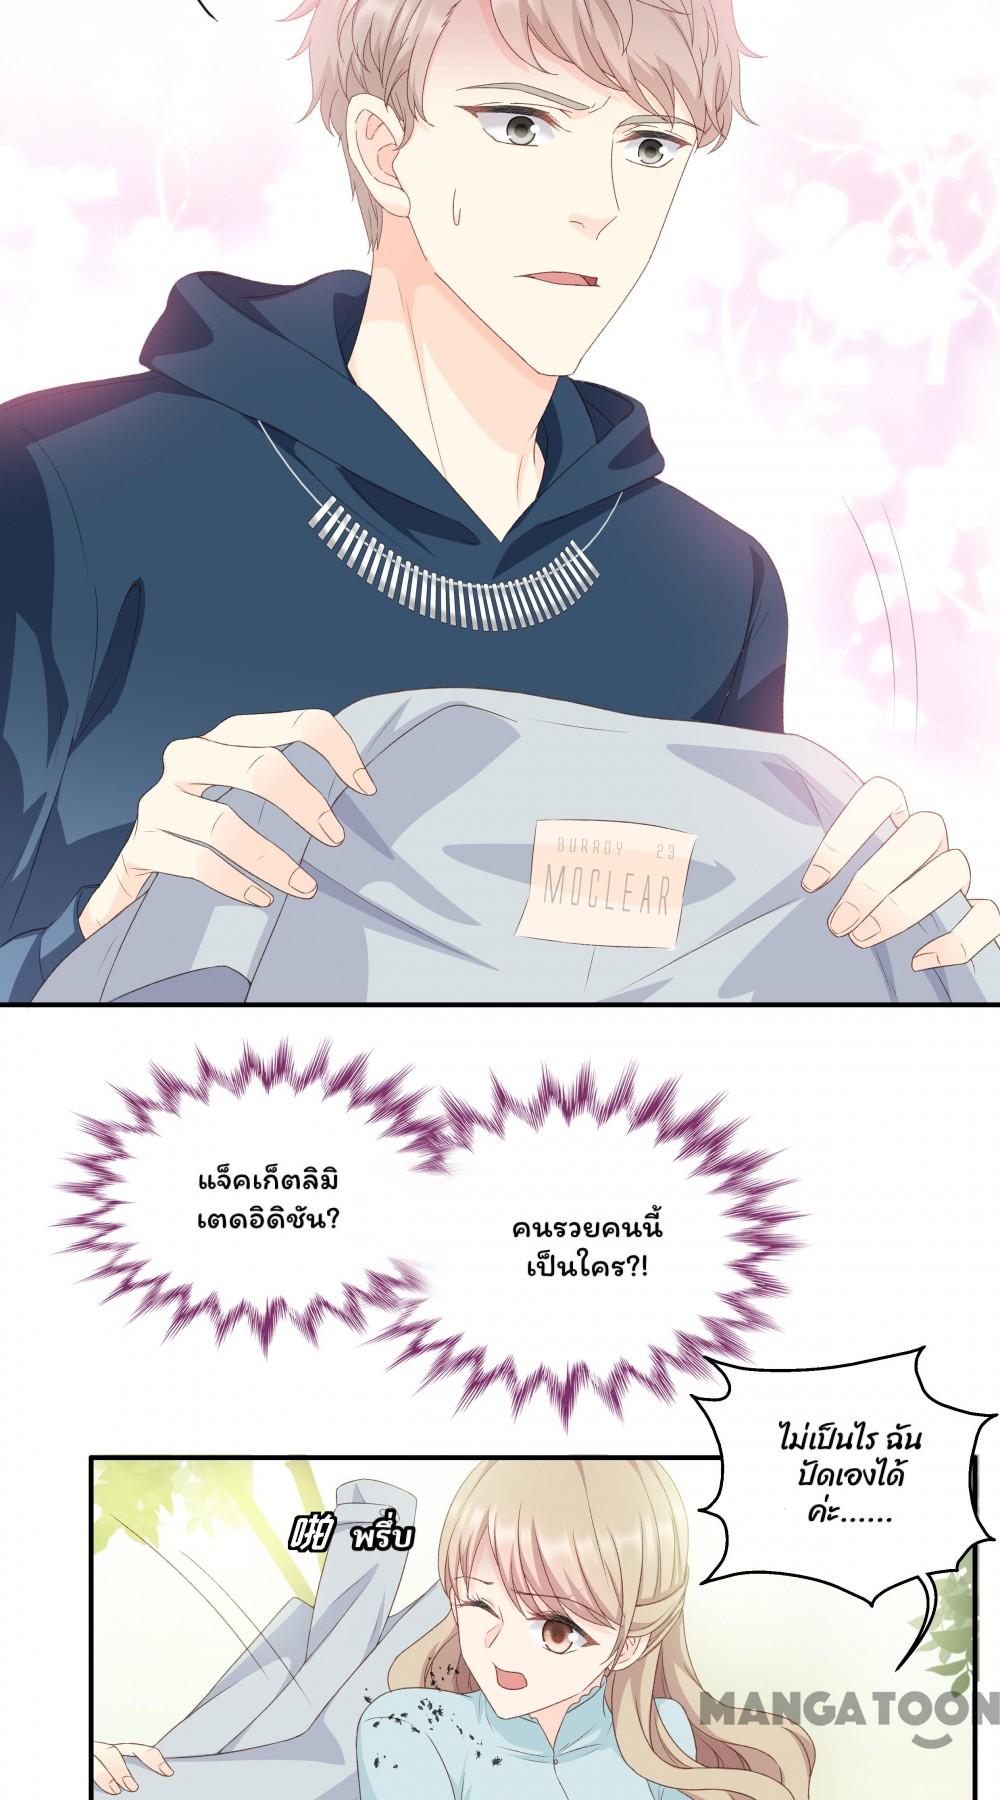 BURROY 23
MOCLEAR
แจ็คเก็ตลิมิ
เตดอิดิชัน?
คนรวยคนนี้
เป็นใคร?!
ไม่เป็นไร ฉัน
ปัดเองได้
ค่ะ......
啪 พรึ่บ
MANGATOON